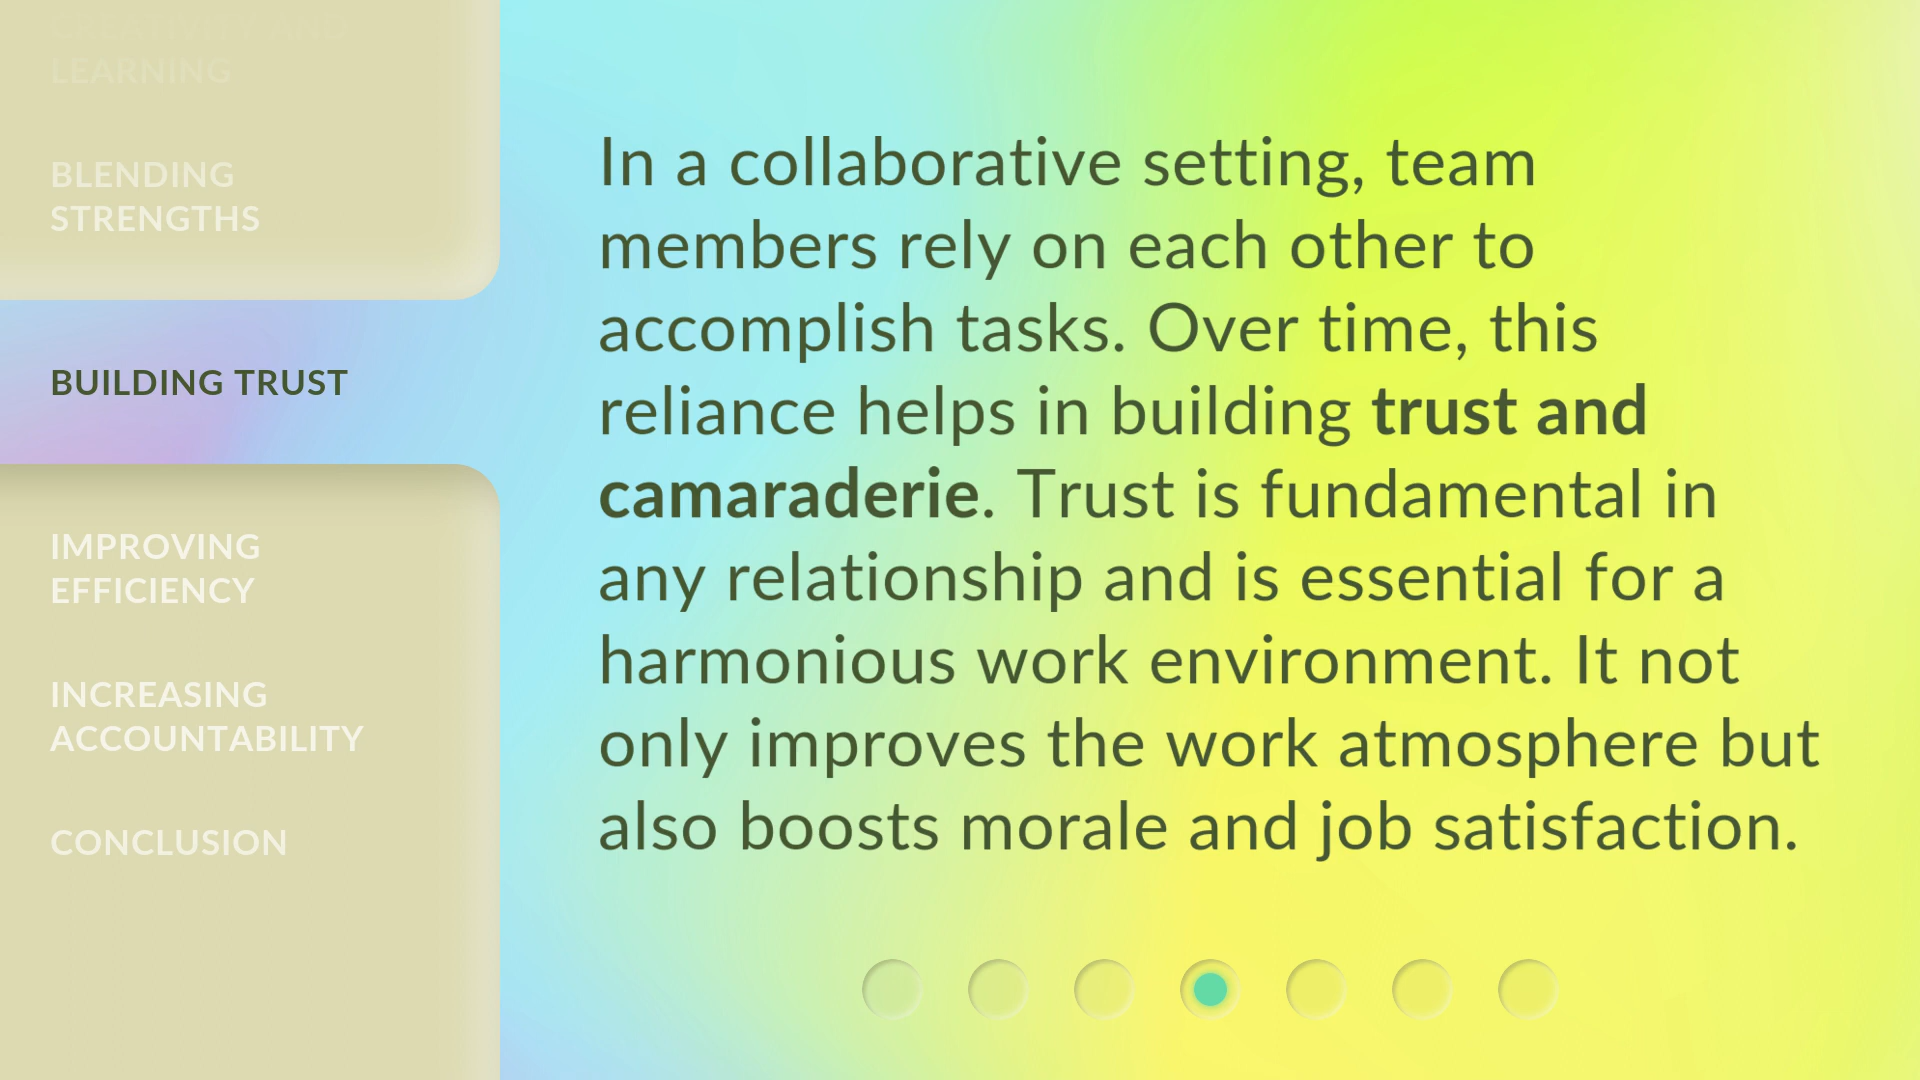 CREATIVITY AND
LEARNING
BLENDING
STRENGTHS
BUILDING TRUST
IMPROVING
EFFICIENCY
INCREASING
ACCOUNTABILITY
CONCLUSION
In a collaborative setting, team
members rely on each other to
accomplish tasks. Over time, this
reliance helps in building trust and
camaraderie. Trust is fundamental in
any relationship and is essential for a
harmonious work environment. It not
only improves the work atmosphere but
also boosts morale and job satisfaction.